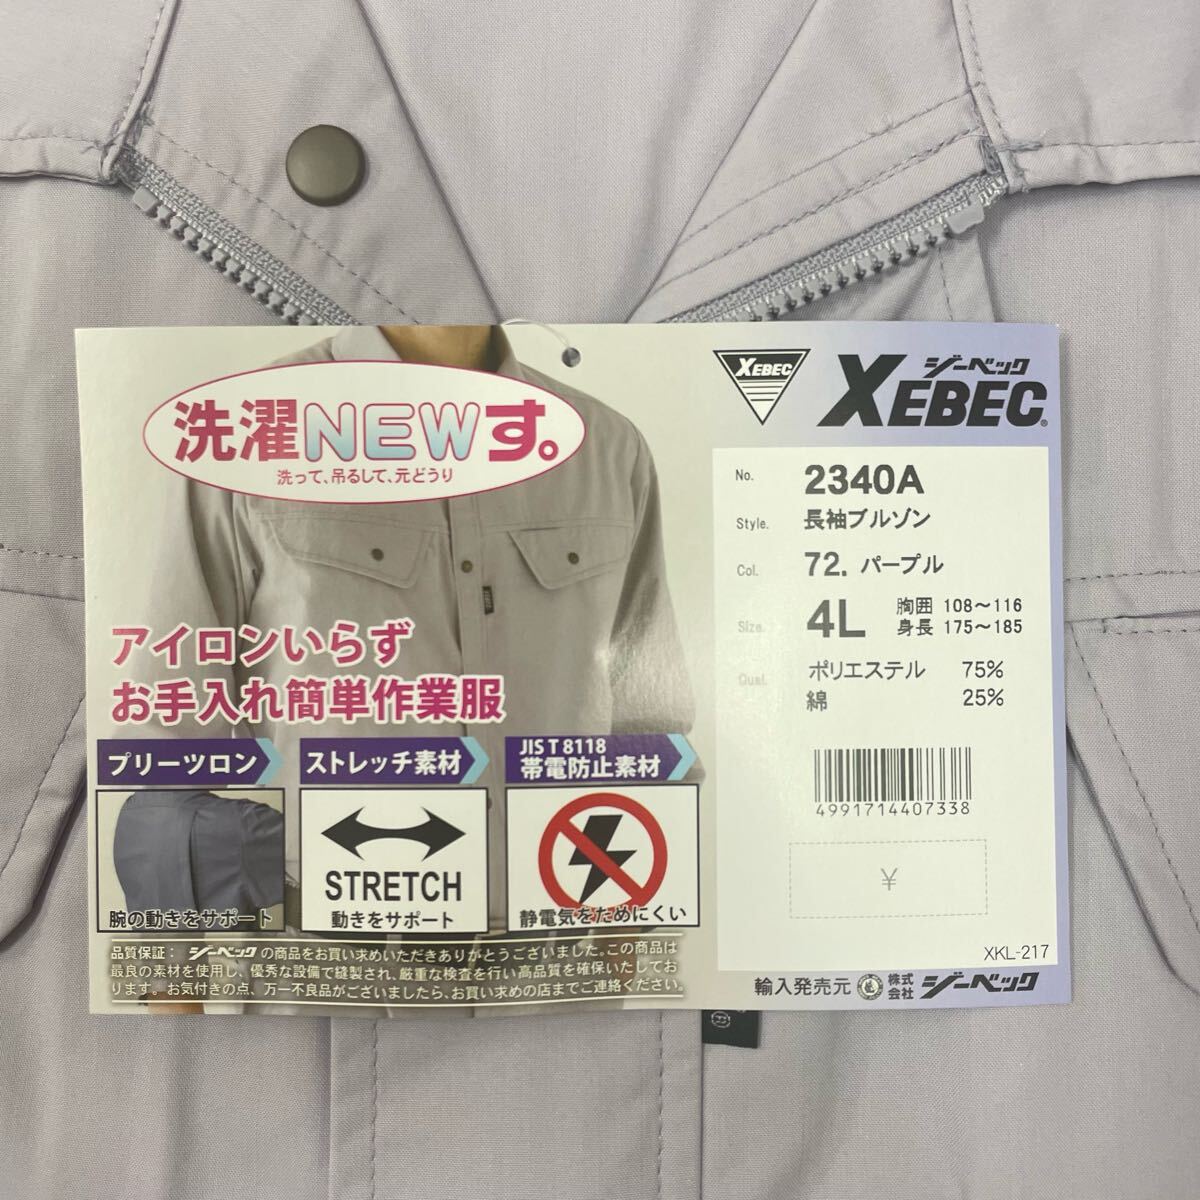 洗濯NEWす。
洗って、吊るして、元どうり
アイロンいらず
お手入れ簡単作業服
プリーツロン
腕の動きをサポート
ストレッチ素材
STRETCH
動きをサポート
JIS T 8118
帯電防止素材
静電気をためにくい
品質保証： ジーベックの商品をお買い求めいただきありがとうございました。この商品は
最良の素材を使用し、優秀な設備で縫製され、厳重な検査を行い高品質を確保いたしてお
ります。 お気付きの点、万一不良品がございましたら、お買い求めの店までご連絡ください。
XEBEC
ジーベック
XEBEC®
No. 2340A
Style. 長袖ブルゾン
Col. 72. パープル
Size. 4L 胸囲 108～116
身長 175～185
Qual. ポリエステル 75%
綿 25%
4991714407338
¥
XKL-217
輸入発売元 株式会社 ジーベック